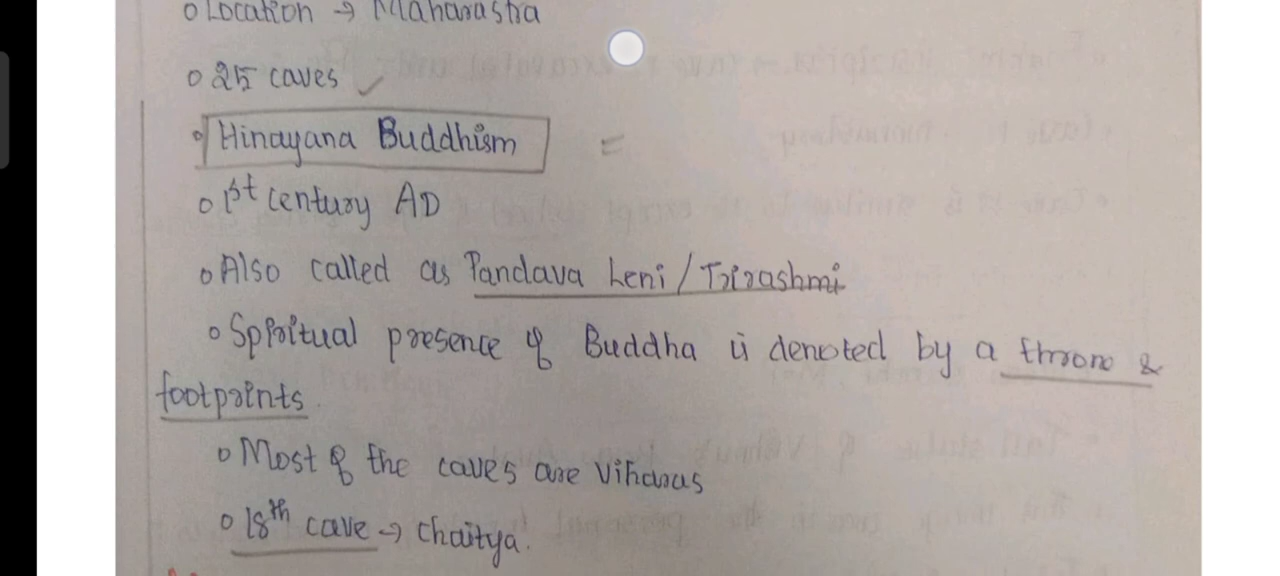 o Location → Maharastra
o 25 caves ✓
o Hinayana Buddhism =
o 1st century AD
o Also called as Pandava Leni / Trirashmi
o Spiritual presence of Buddha is denoted by a throne &
footprints.
o Most of the caves are Viharas
o 18th cave → Chaitya.